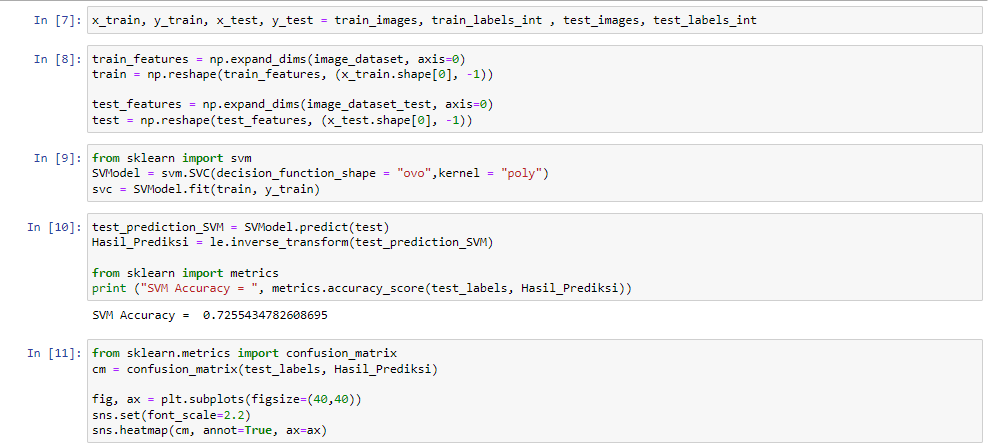 In [7]: x_train, y_train, x_test, y_test = train_images, train_labels_int , test_images, test_labels_int
In [8]: train_features = np.expand_dims(image_dataset, axis=0)
train = np.reshape(train_features, (x_train.shape[0], -1))
test_features = np.expand_dims(image_dataset_test, axis=0)
test = np.reshape(test_features, (x_test.shape[0], -1))
In [9]: from sklearn import svm
SVModel = svm.SVC(decision_function_shape = "ovo",kernel = "poly")
svc = SVModel.fit(train, y_train)
In [10]: test_prediction_SVM = SVModel.predict(test)
Hasil_Prediksi = le.inverse_transform(test_prediction_SVM)
from sklearn import metrics
print ("SVM Accuracy = ", metrics.accuracy_score(test_labels, Hasil_Prediksi))
SVM Accuracy =  0.7255434782608695
In [11]: from sklearn.metrics import confusion_matrix
cm = confusion_matrix(test_labels, Hasil_Prediksi)
fig, ax = plt.subplots(figsize=(40,40))
sns.set(font_scale=2.2)
sns.heatmap(cm, annot=True, ax=ax)